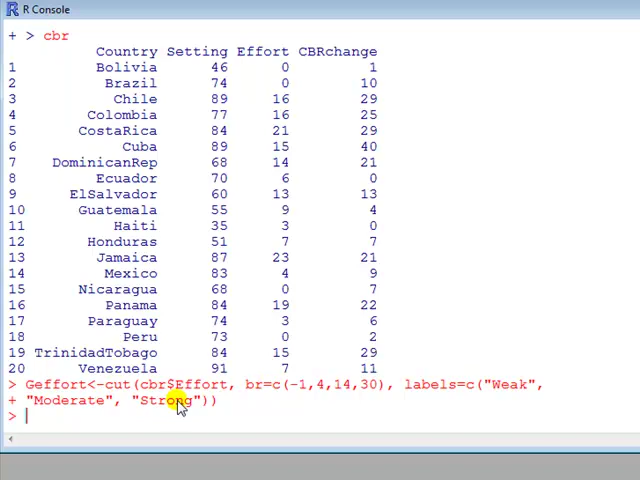 R Console
+ > cbr
Country Setting Effort CBRchange
1 Bolivia 46 0 1
2 Brazil 74 0 10
3 Chile 89 16 29
4 Colombia 77 16 25
5 CostaRica 84 21 29
6 Cuba 89 15 40
7 DominicanRep 68 14 21
8 Ecuador 70 6 0
9 ElSalvador 60 13 13
10 Guatemala 55 9 4
11 Haiti 35 3 0
12 Honduras 51 7 7
13 Jamaica 87 23 21
14 Mexico 83 4 9
15 Nicaragua 68 0 7
16 Panama 84 19 22
17 Paraguay 74 3 6
18 Peru 73 0 2
19 TrinidadTobago 84 15 29
20 Venezuela 91 7 11
> Geffort<-cut(cbr$Effort, br=c(-1,4,14,30), labels=c("Weak",
+ "Moderate", "Strong"))
>